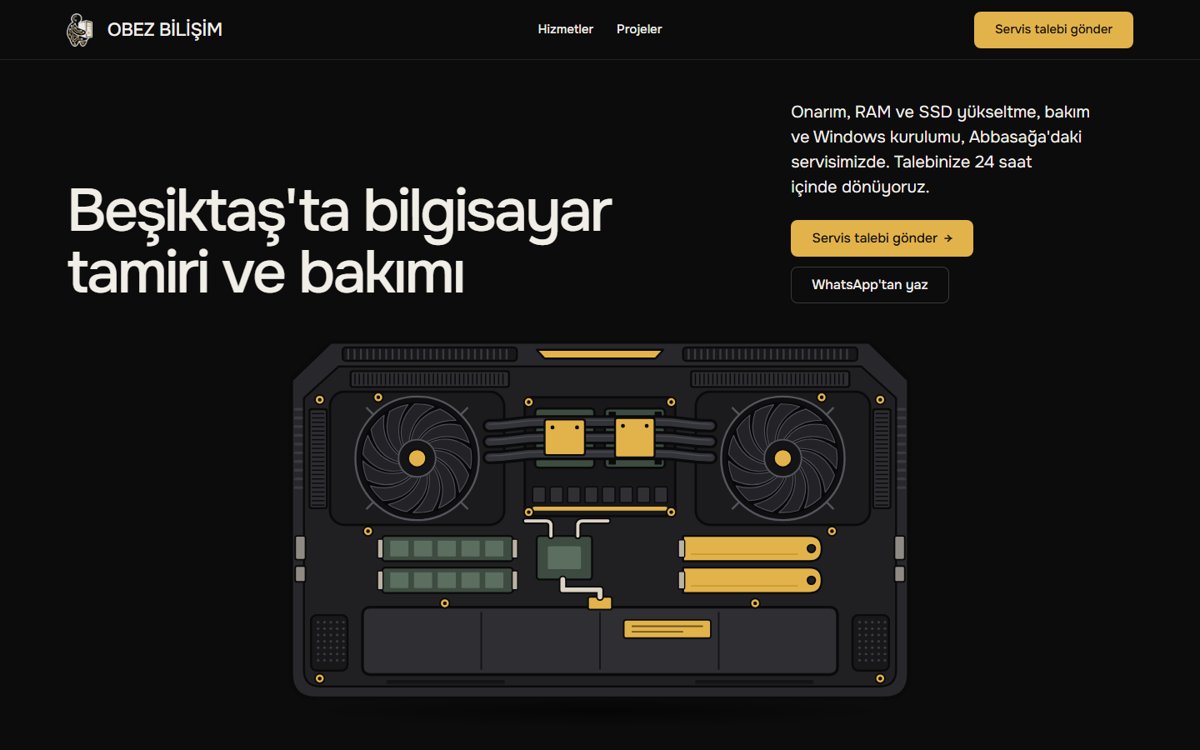 OBEZ BİLİŞİM
Hizmetler
Projeler
Servis talebi gönder
Onarım, RAM ve SSD yükseltme, bakım
ve Windows kurulumu, Abbasağa'daki
servisimizde. Talebinize 24 saat
içinde dönüyoruz.
Beşiktaş'ta bilgisayar
tamiri ve bakımı
Servis talebi gönder →
WhatsApp'tan yaz